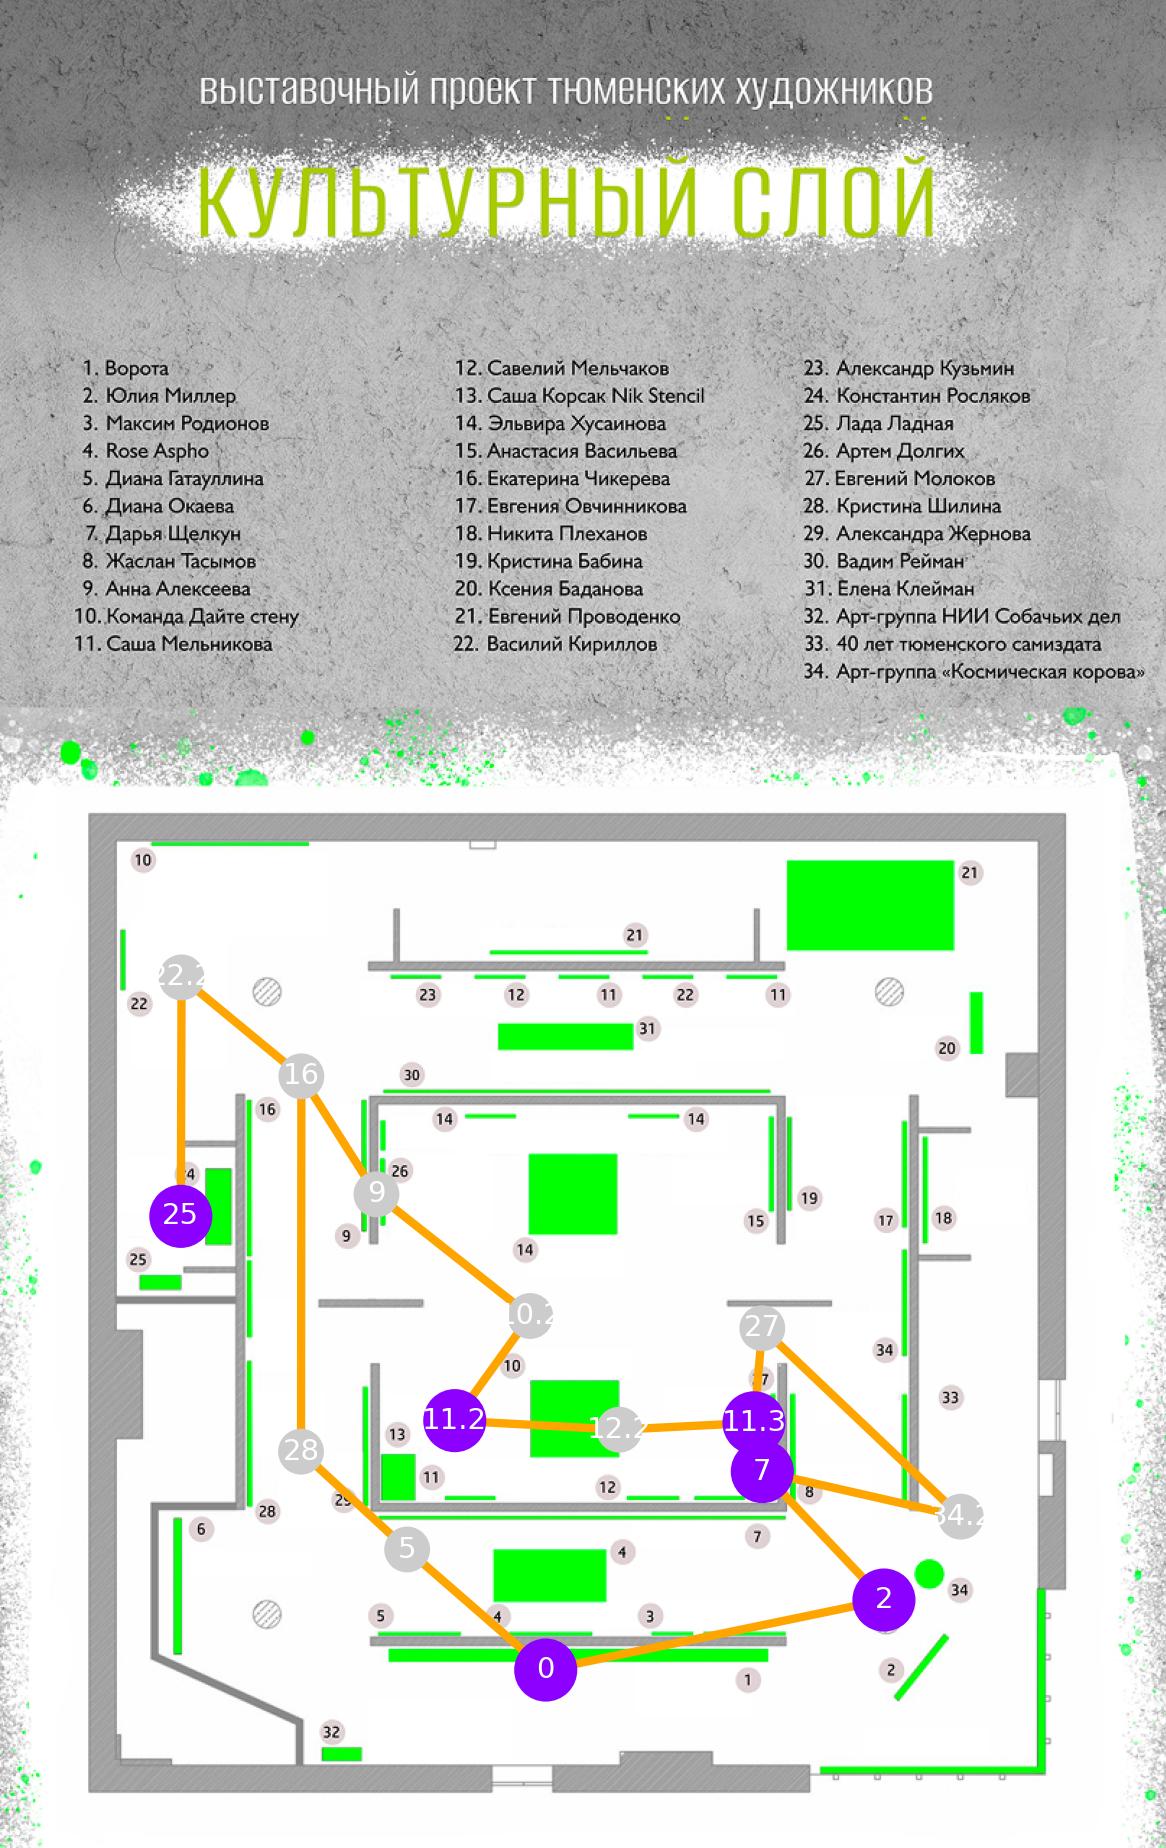 выставочный проект тюменских художников
КУЛЬТУРНЫЙ СЛОЙ
1. Ворота
2. Юлия Миллер
3. Максим Родионов
4. Rose Aspho
5. Диана Гатауллина
6. Диана Окаева
7. Дарья Щелкун
8. Жаслан Тасымов
9. Анна Алексеева
10. Команда Дайте стену
11. Саша Мельникова
12. Савелий Мельчаков
13. Саша Корсак Nik Stencil
14. Эльвира Хусаинова
15. Анастасия Васильева
16. Екатерина Чикерева
17. Евгения Овчинникова
18. Никита Плеханов
19. Кристина Бабина
20. Ксения Баданова
21. Евгений Проводенко
22. Василий Кириллов
23. Александр Кузьмин
24. Константин Росляков
25. Лада Ладная
26. Артем Долгих
27. Евгений Молоков
28. Кристина Шилина
29. Александра Жернова
30. Вадим Рейман
31. Елена Клейман
32. Арт-группа НИИ Собачьих дел
33. 40 лет тюменского самиздата
34. Арт-группа «Космическая корова»
10
21
21
22.2
22
23
12
11
22
11
31
20
16
30
16
14
14
26
9
25
19
15
17
18
9
14
25
10.2
27
34
10
33
11.2
12.2
11.3
13
28
11
7
12
8
29
28
34.2
6
7
5
4
34
2
5
4
3
0
2
1
32